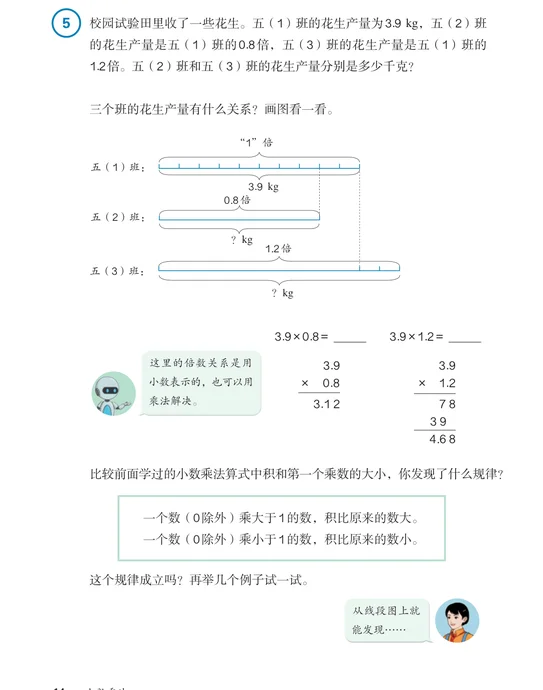 5 校园试验田里收了一些花生。五（1）班的花生产量为3.9 kg，五（2）班
的花生产量是五（1）班的0.8倍，五（3）班的花生产量是五（1）班的
1.2倍。五（2）班和五（3）班的花生产量分别是多少千克？
三个班的花生产量有什么关系？画图看一看。
“1”倍
五（1）班：
3.9 kg
0.8倍
五（2）班：
？kg
1.2倍
五（3）班：
？kg
3.9×0.8= _____ 3.9×1.2= _____
这里的倍数关系是用
小数表示的，也可以用
乘法解决。
3.9
× 0.8
3.12
3.9
× 1.2
78
39
4.68
比较前面学过的小数乘法算式中积和第一个乘数的大小，你发现了什么规律？
一个数（0除外）乘大于1的数，积比原来的数大。
一个数（0除外）乘小于1的数，积比原来的数小。
这个规律成立吗？再举几个例子试一试。
从线段图上就
能发现……